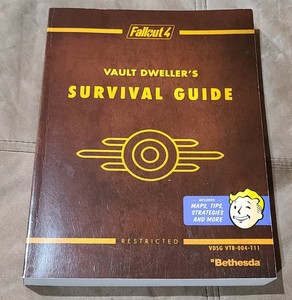 Fallout 4
VAULT DWELLER'S
SURVIVAL GUIDE
INCLUDES
MAPS, TIPS,
STRATEGIES
AND MORE
RESTRICTED
VDSG VTB-004-111
Bethesda